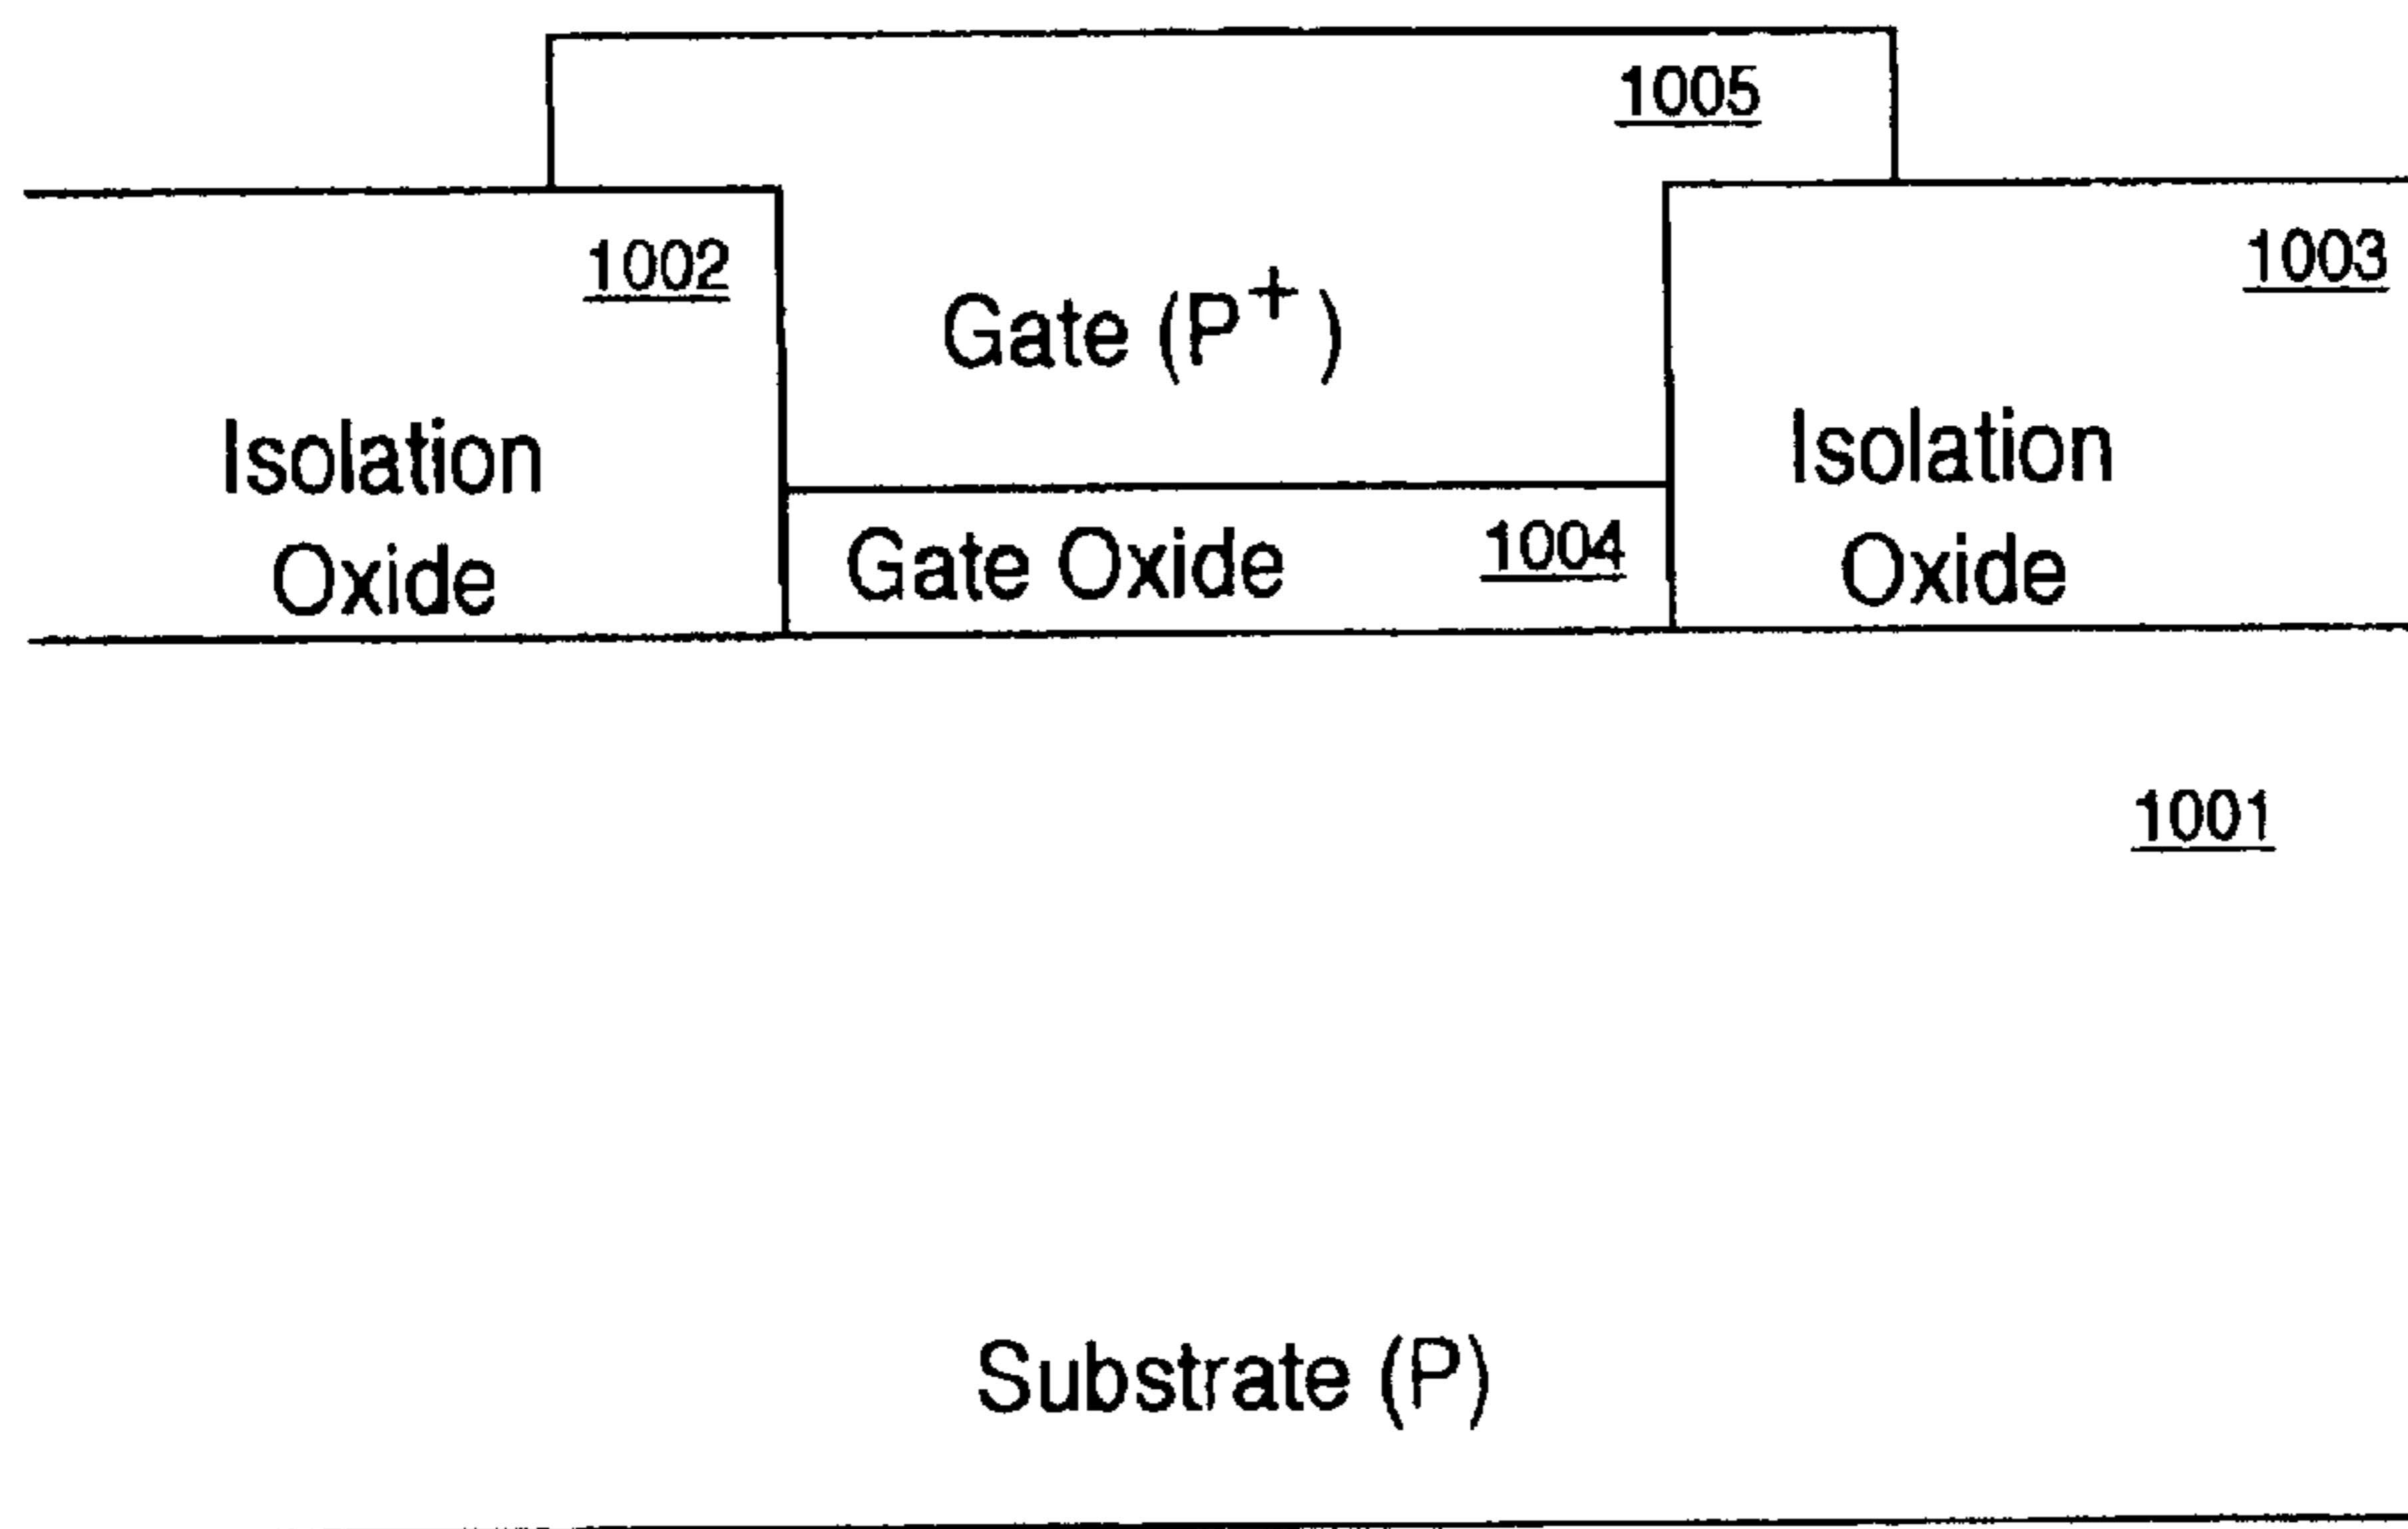 1005
1002
1003
Gate (P⁺)
Isolation
Oxide
Isolation
Oxide
Gate Oxide
1004
1001
Substrate (P)